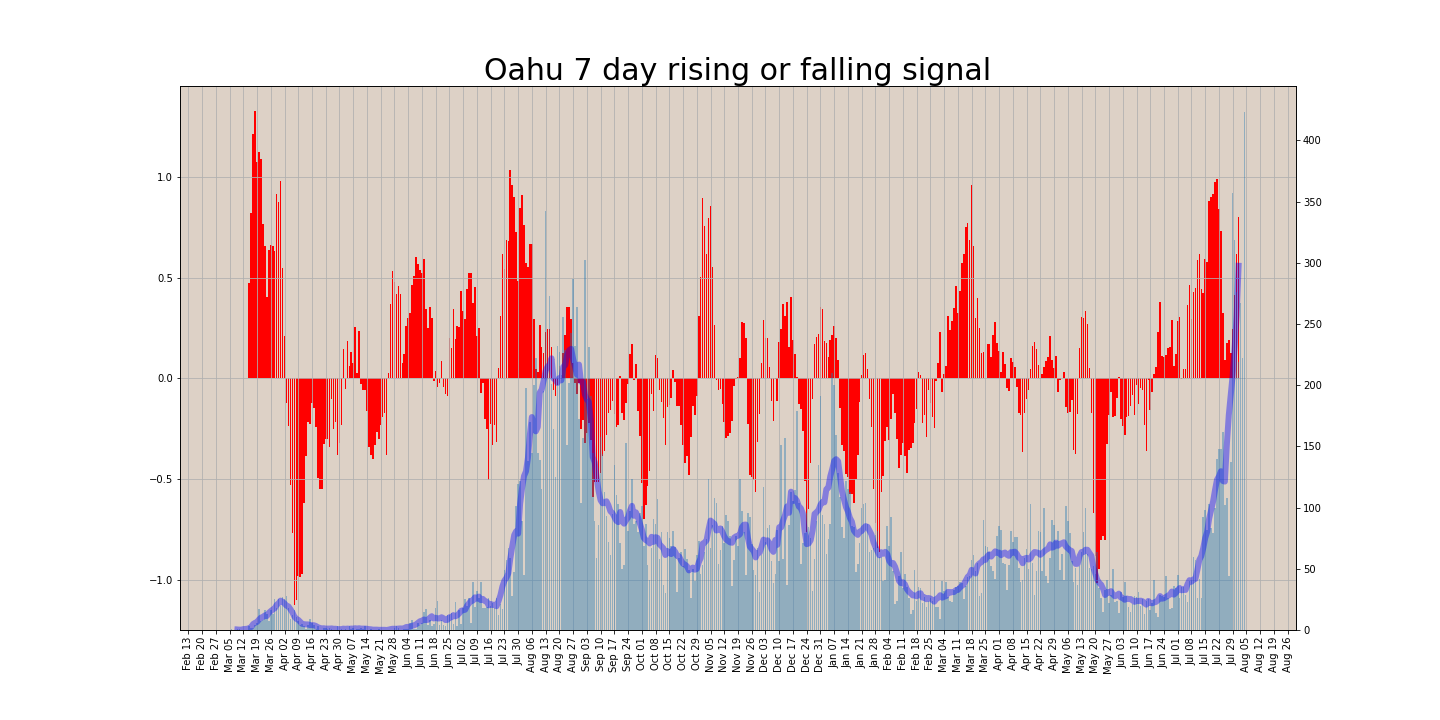 Oahu 7 day rising or falling signal
1.0
0.5
0.0
−0.5
−1.0
400
350
300
250
200
150
100
50
0
Feb 13
Feb 20
Feb 27
Mar 05
Mar 12
Mar 19
Mar 26
Apr 02
Apr 09
Apr 16
Apr 23
Apr 30
May 07
May 14
May 21
May 28
Jun 04
Jun 11
Jun 18
Jun 25
Jul 02
Jul 09
Jul 16
Jul 23
Jul 30
Aug 06
Aug 13
Aug 20
Aug 27
Sep 03
Sep 10
Sep 17
Sep 24
Oct 01
Oct 08
Oct 15
Oct 22
Oct 29
Nov 05
Nov 12
Nov 19
Nov 26
Dec 03
Dec 10
Dec 17
Dec 24
Dec 31
Jan 07
Jan 14
Jan 21
Jan 28
Feb 04
Feb 11
Feb 18
Feb 25
Mar 04
Mar 11
Mar 18
Mar 25
Apr 01
Apr 08
Apr 15
Apr 22
Apr 29
May 06
May 13
May 20
May 27
Jun 03
Jun 10
Jun 17
Jun 24
Jul 01
Jul 08
Jul 15
Jul 22
Jul 29
Aug 05
Aug 12
Aug 19
Aug 26